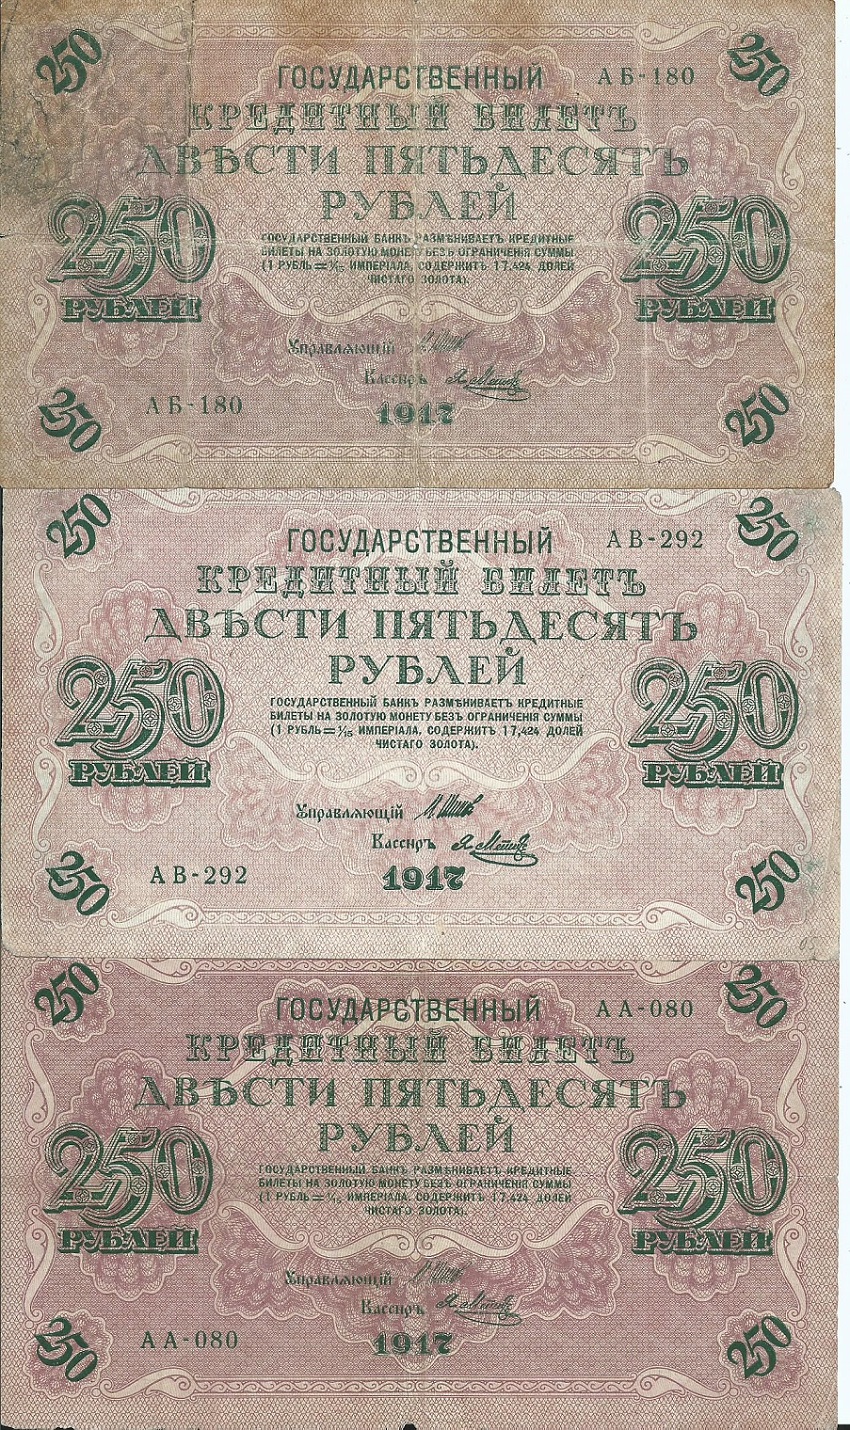 250 250
ГОСУДАРСТВЕННЫЙ АБ-180
КРЕДИТНЫЙ БИЛЕТЪ
ДВѢСТИ ПЯТЬДЕСЯТЪ
РУБЛЕЙ
250 РУБЛЕЙ 250 РУБЛЕЙ
ГОСУДАРСТВЕННЫЙ БАНКЪ РАЗМѢНИВАЕТЪ КРЕДИТНЫЕ
БИЛЕТЫ НА ЗОЛОТУЮ МОНЕТУ БЕЗЪ ОГРАНИЧЕНІЯ СУММЫ
(1 РУБЛЬ = 1/15 ИМПЕРІАЛА, СОДЕРЖИТЪ 17,424 ДОЛЕЙ
ЧИСТАГО ЗОЛОТА).
Управляющій
Кассиръ
250 АБ-180 1917 250
250 250
ГОСУДАРСТВЕННЫЙ АВ-292
КРЕДИТНЫЙ БИЛЕТЪ
ДВѢСТИ ПЯТЬДЕСЯТЪ
РУБЛЕЙ
250 РУБЛЕЙ 250 РУБЛЕЙ
ГОСУДАРСТВЕННЫЙ БАНКЪ РАЗМѢНИВАЕТЪ КРЕДИТНЫЕ
БИЛЕТЫ НА ЗОЛОТУЮ МОНЕТУ БЕЗЪ ОГРАНИЧЕНІЯ СУММЫ
(1 РУБЛЬ = 1/15 ИМПЕРІАЛА, СОДЕРЖИТЪ 17,424 ДОЛЕЙ
ЧИСТАГО ЗОЛОТА).
Управляющій
Кассиръ
250 АВ-292 1917 250
250 250
ГОСУДАРСТВЕННЫЙ АА-080
КРЕДИТНЫЙ БИЛЕТЪ
ДВѢСТИ ПЯТЬДЕСЯТЪ
РУБЛЕЙ
250 РУБЛЕЙ 250 РУБЛЕЙ
ГОСУДАРСТВЕННЫЙ БАНКЪ РАЗМѢНИВАЕТЪ КРЕДИТНЫЕ
БИЛЕТЫ НА ЗОЛОТУЮ МОНЕТУ БЕЗЪ ОГРАНИЧЕНІЯ СУММЫ
(1 РУБЛЬ = 1/15 ИМПЕРІАЛА, СОДЕРЖИТЪ 17,424 ДОЛЕЙ
ЧИСТАГО ЗОЛОТА).
Управляющій
Кассиръ
250 АА-080 1917 250